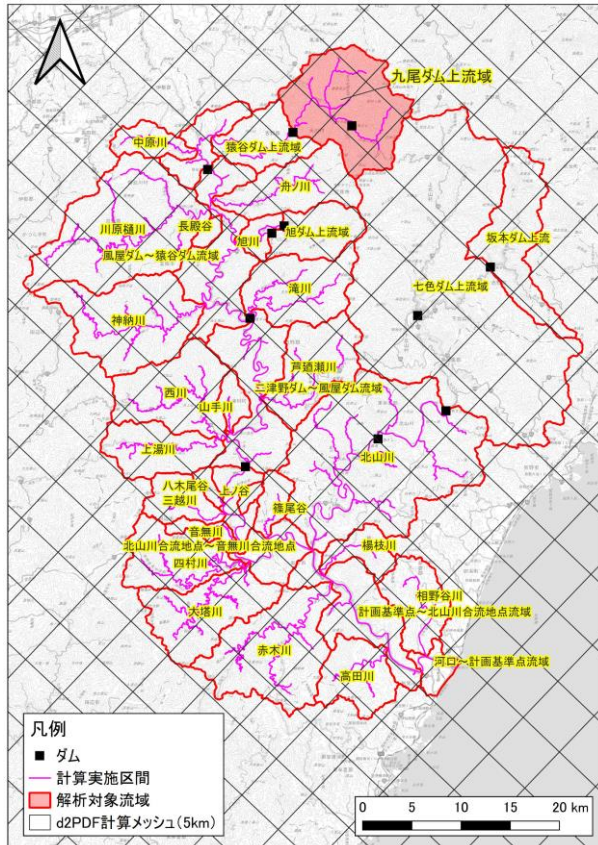 九尾ダム上流域
中原川
猿谷ダム上流域
舟ノ川
川原樋川
長殿谷
旭川
旭ダム上流域
坂本ダム上流
風屋ダム～猿谷ダム流域
滝川
七色ダム上流域
神納川
芦廼瀬川
二津野ダム～風屋ダム流域
西川
山手川
上湯川
北山川
八木尾谷
上ノ谷
三越川
篠尾谷
音無川
北山川合流地点～音無川合流地点
楊枝川
四村川
相野谷川
大塔川
計画基準点～北山川合流地点流域
赤木川
高田川
河口～計画基準点流域
凡例
ダム
計算実施区間
解析対象流域
d2PDF計算メッシュ(5km)
0 5 10 15 20 km